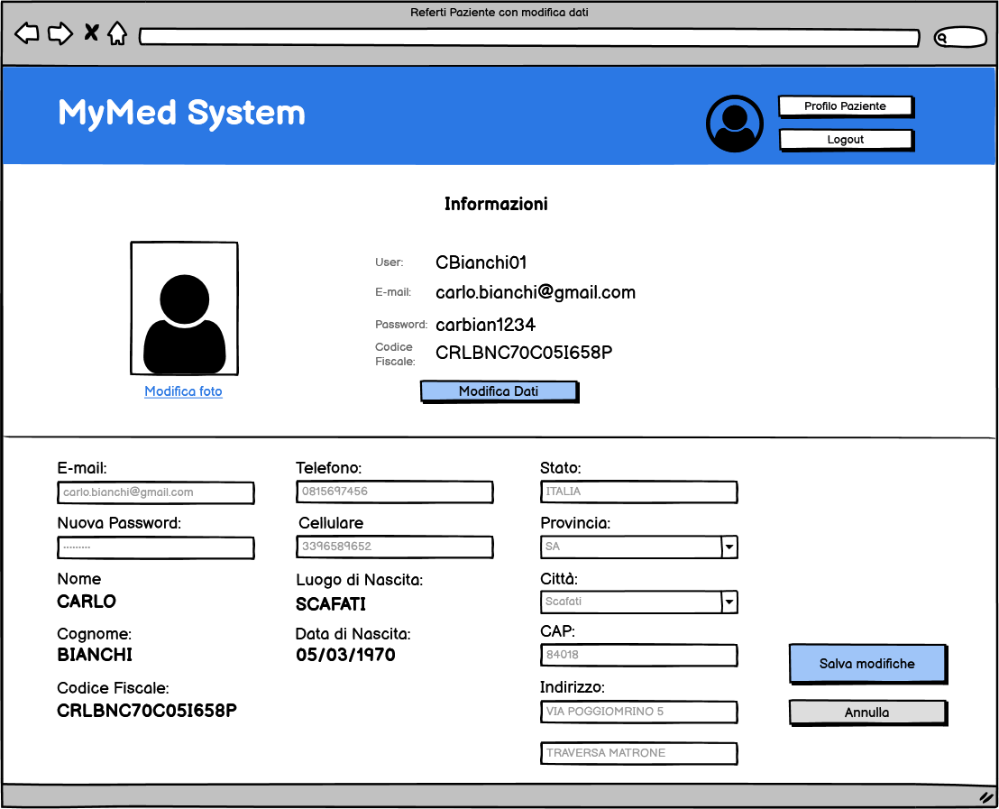 Referti Paziente con modifica dati
MyMed System
Profilo Paziente
Logout
Informazioni
User: CBianchi01
E-mail: carlo.bianchi@gmail.com
Password: carbian1234
Codice
Fiscale: CRLBNC70C05I658P
Modifica foto
Modifica Dati
E-mail:
carlo.bianchi@gmail.com
Nuova Password:
·········
Nome
CARLO
Cognome:
BIANCHI
Codice Fiscale:
CRLBNC70C05I658P
Telefono:
0815697456
Cellulare
3396589652
Luogo di Nascita:
SCAFATI
Data di Nascita:
05/03/1970
Stato:
ITALIA
Provincia:
SA
Città:
Scafati
CAP:
84018
Indirizzo:
VIA POGGIOMRINO 5
TRAVERSA MATRONE
Salva modifiche
Annulla